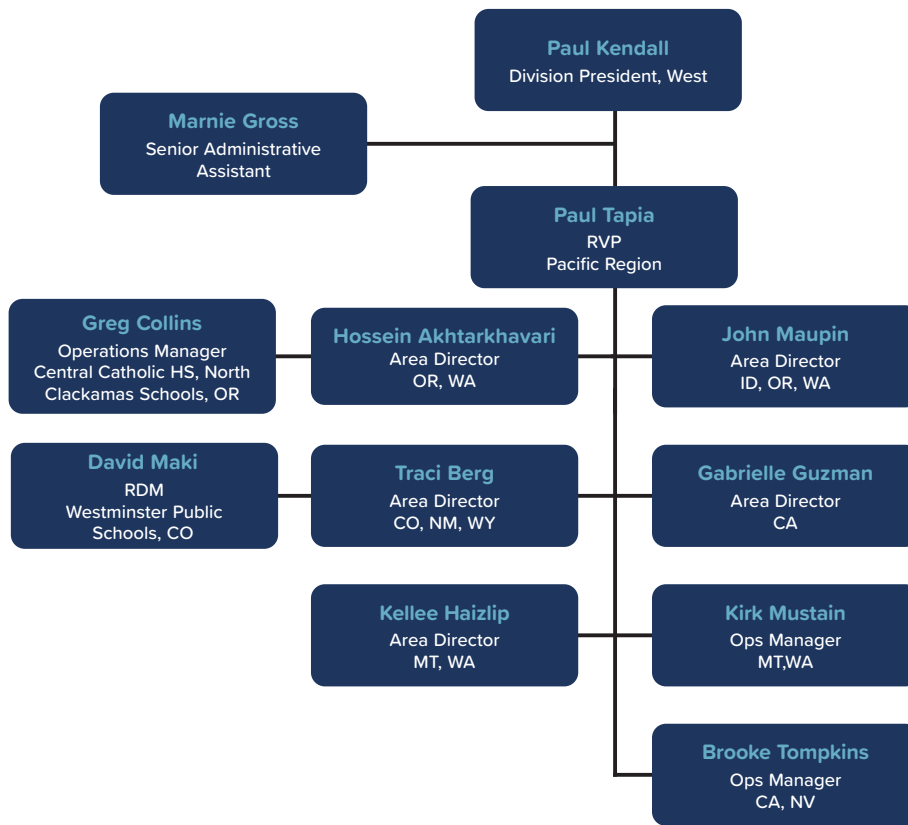 Paul Kendall
Division President, West
Marnie Gross
Senior Administrative
Assistant
Paul Tapia
RVP
Pacific Region
Greg Collins
Operations Manager
Central Catholic HS, North
Clackamas Schools, OR
Hossein Akhtarkhavari
Area Director
OR, WA
John Maupin
Area Director
ID, OR, WA
David Maki
RDM
Westminster Public
Schools, CO
Traci Berg
Area Director
CO, NM, WY
Gabrielle Guzman
Area Director
CA
Kellee Haizlip
Area Director
MT, WA
Kirk Mustain
Ops Manager
MT,WA
Brooke Tompkins
Ops Manager
CA, NV